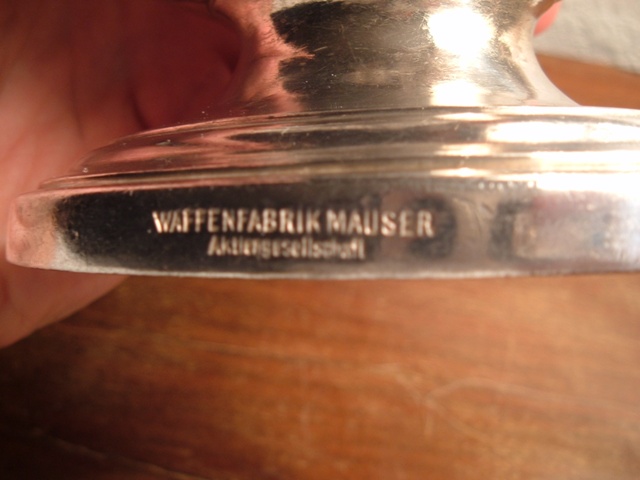 WAFFENFABRIK MAUSER
Aktiengesellschaft